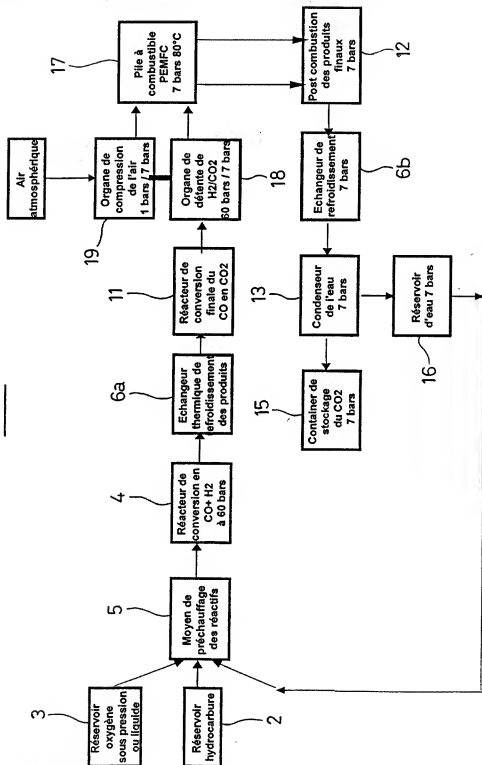 Air
atmosphérique
17
Pile à
combustible
PEMFC
7 bars 80°C
19
Organe de
compression
de l'air
1 bars / 7 bars
Organe de
détente de
H2/CO2
60 bars / 7 bars
18
Post combustion
des produits
finaux
7 bars
12
3
Réservoir
oxygène
sous pression
ou liquide
Réservoir
hydrocarbure
2
5
Moyen de
préchauffage
des réactifs
4
Réacteur de
conversion en
CO+ H2
à 60 bars
6a
Echangeur
thermique de
refroidissement
des produits
11
Réacteur de
conversion
finale du
CO en CO2
Echangeur de
refroidissement
7 bars
6b
13
Condenseur
de l'eau
7 bars
15
Container de
stockage
du CO2
7 bars
Réservoir
d'eau 7 bars
16